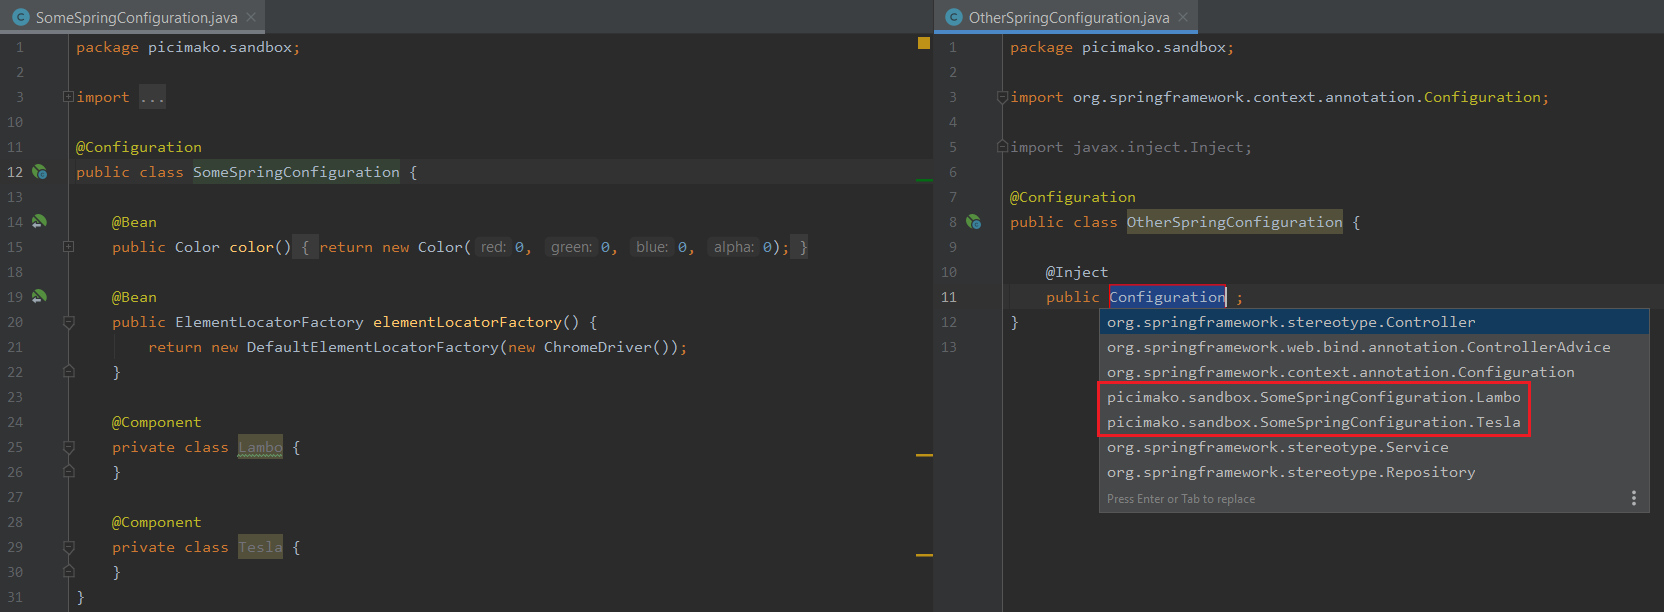 SomeSpringConfiguration.java
1 package picimako.sandbox;
2
3 import ...
10
11 @Configuration
12 public class SomeSpringConfiguration {
13
14 @Bean
15 public Color color() { return new Color( red: 0, green: 0, blue: 0, alpha: 0); }
18
19 @Bean
20 public ElementLocatorFactory elementLocatorFactory() {
21 return new DefaultElementLocatorFactory(new ChromeDriver());
22 }
23
24 @Component
25 private class Lambo {
26 }
27
28 @Component
29 private class Tesla {
30 }
31 }
OtherSpringConfiguration.java
1 package picimako.sandbox;
2
3 import org.springframework.context.annotation.Configuration;
4
5 import javax.inject.Inject;
6
7 @Configuration
8 public class OtherSpringConfiguration {
9
10 @Inject
11 public Configuration ;
12 }
13
org.springframework.stereotype.Controller
org.springframework.web.bind.annotation.ControllerAdvice
org.springframework.context.annotation.Configuration
picimako.sandbox.SomeSpringConfiguration.Lambo
picimako.sandbox.SomeSpringConfiguration.Tesla
org.springframework.stereotype.Service
org.springframework.stereotype.Repository
Press Enter or Tab to replace